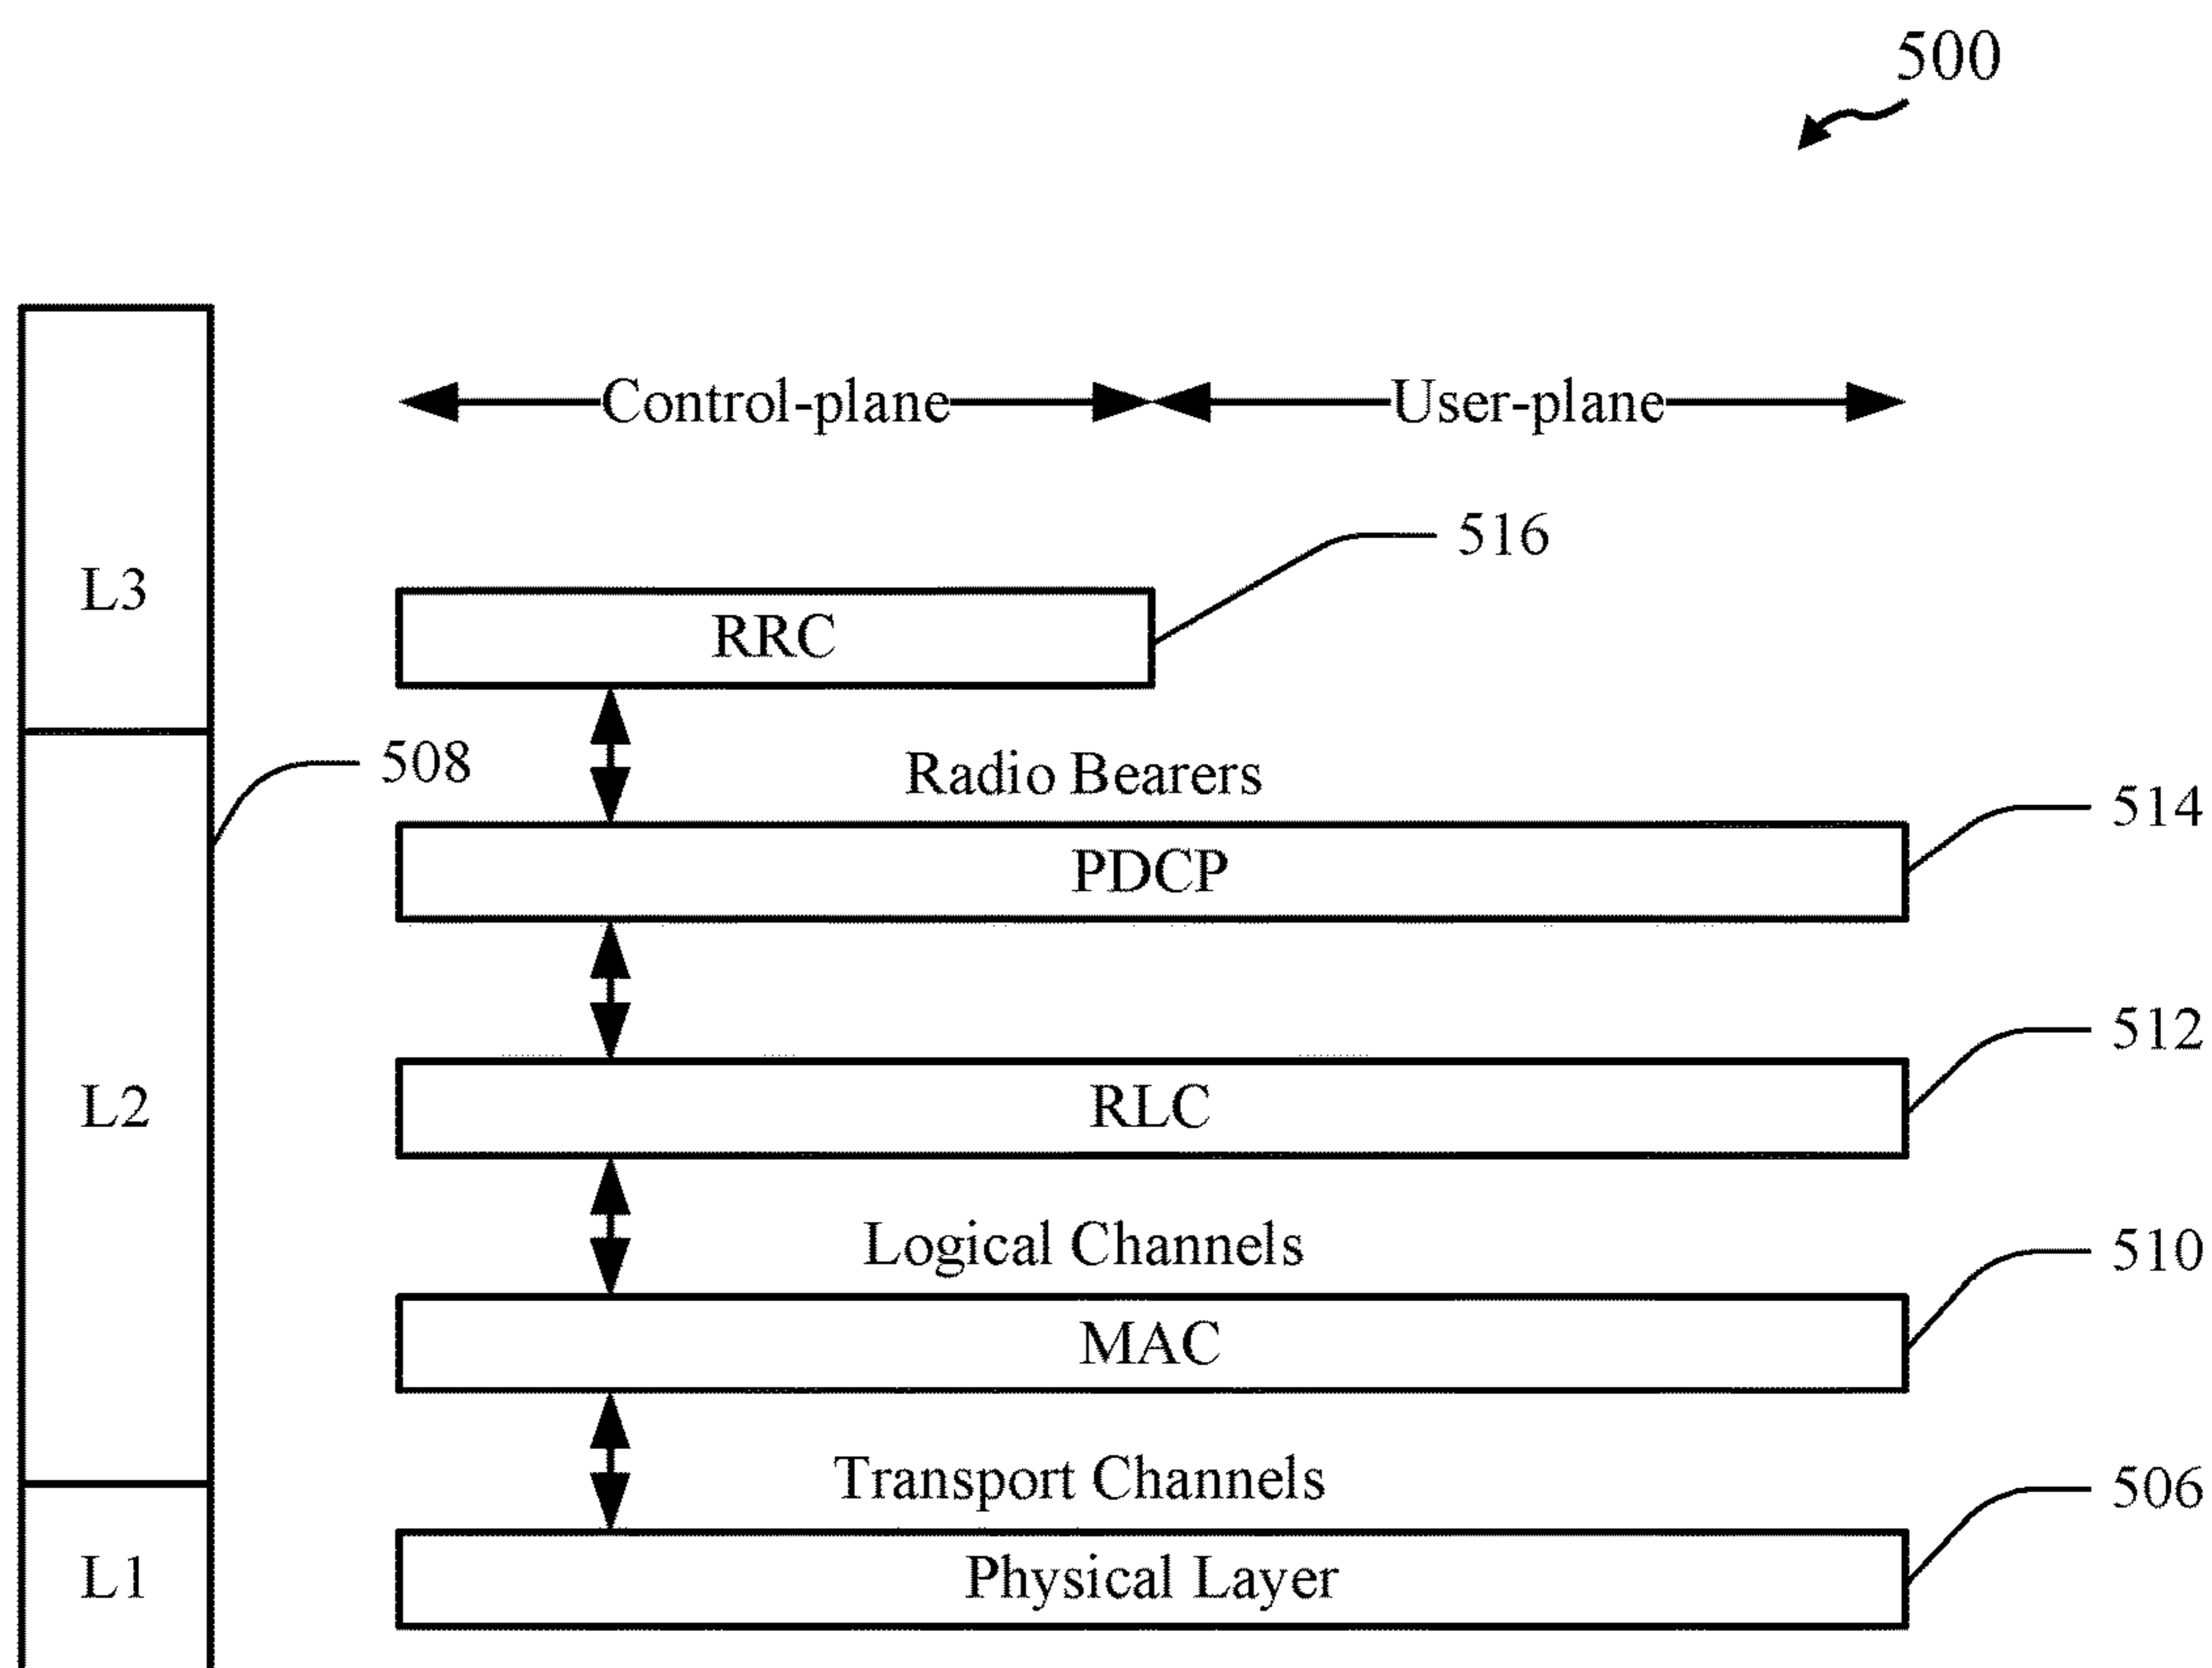 500
Control-plane User-plane
516
L3
RRC
508
Radio Bearers
514
PDCP
512
L2
RLC
Logical Channels
510
MAC
Transport Channels
506
L1
Physical Layer